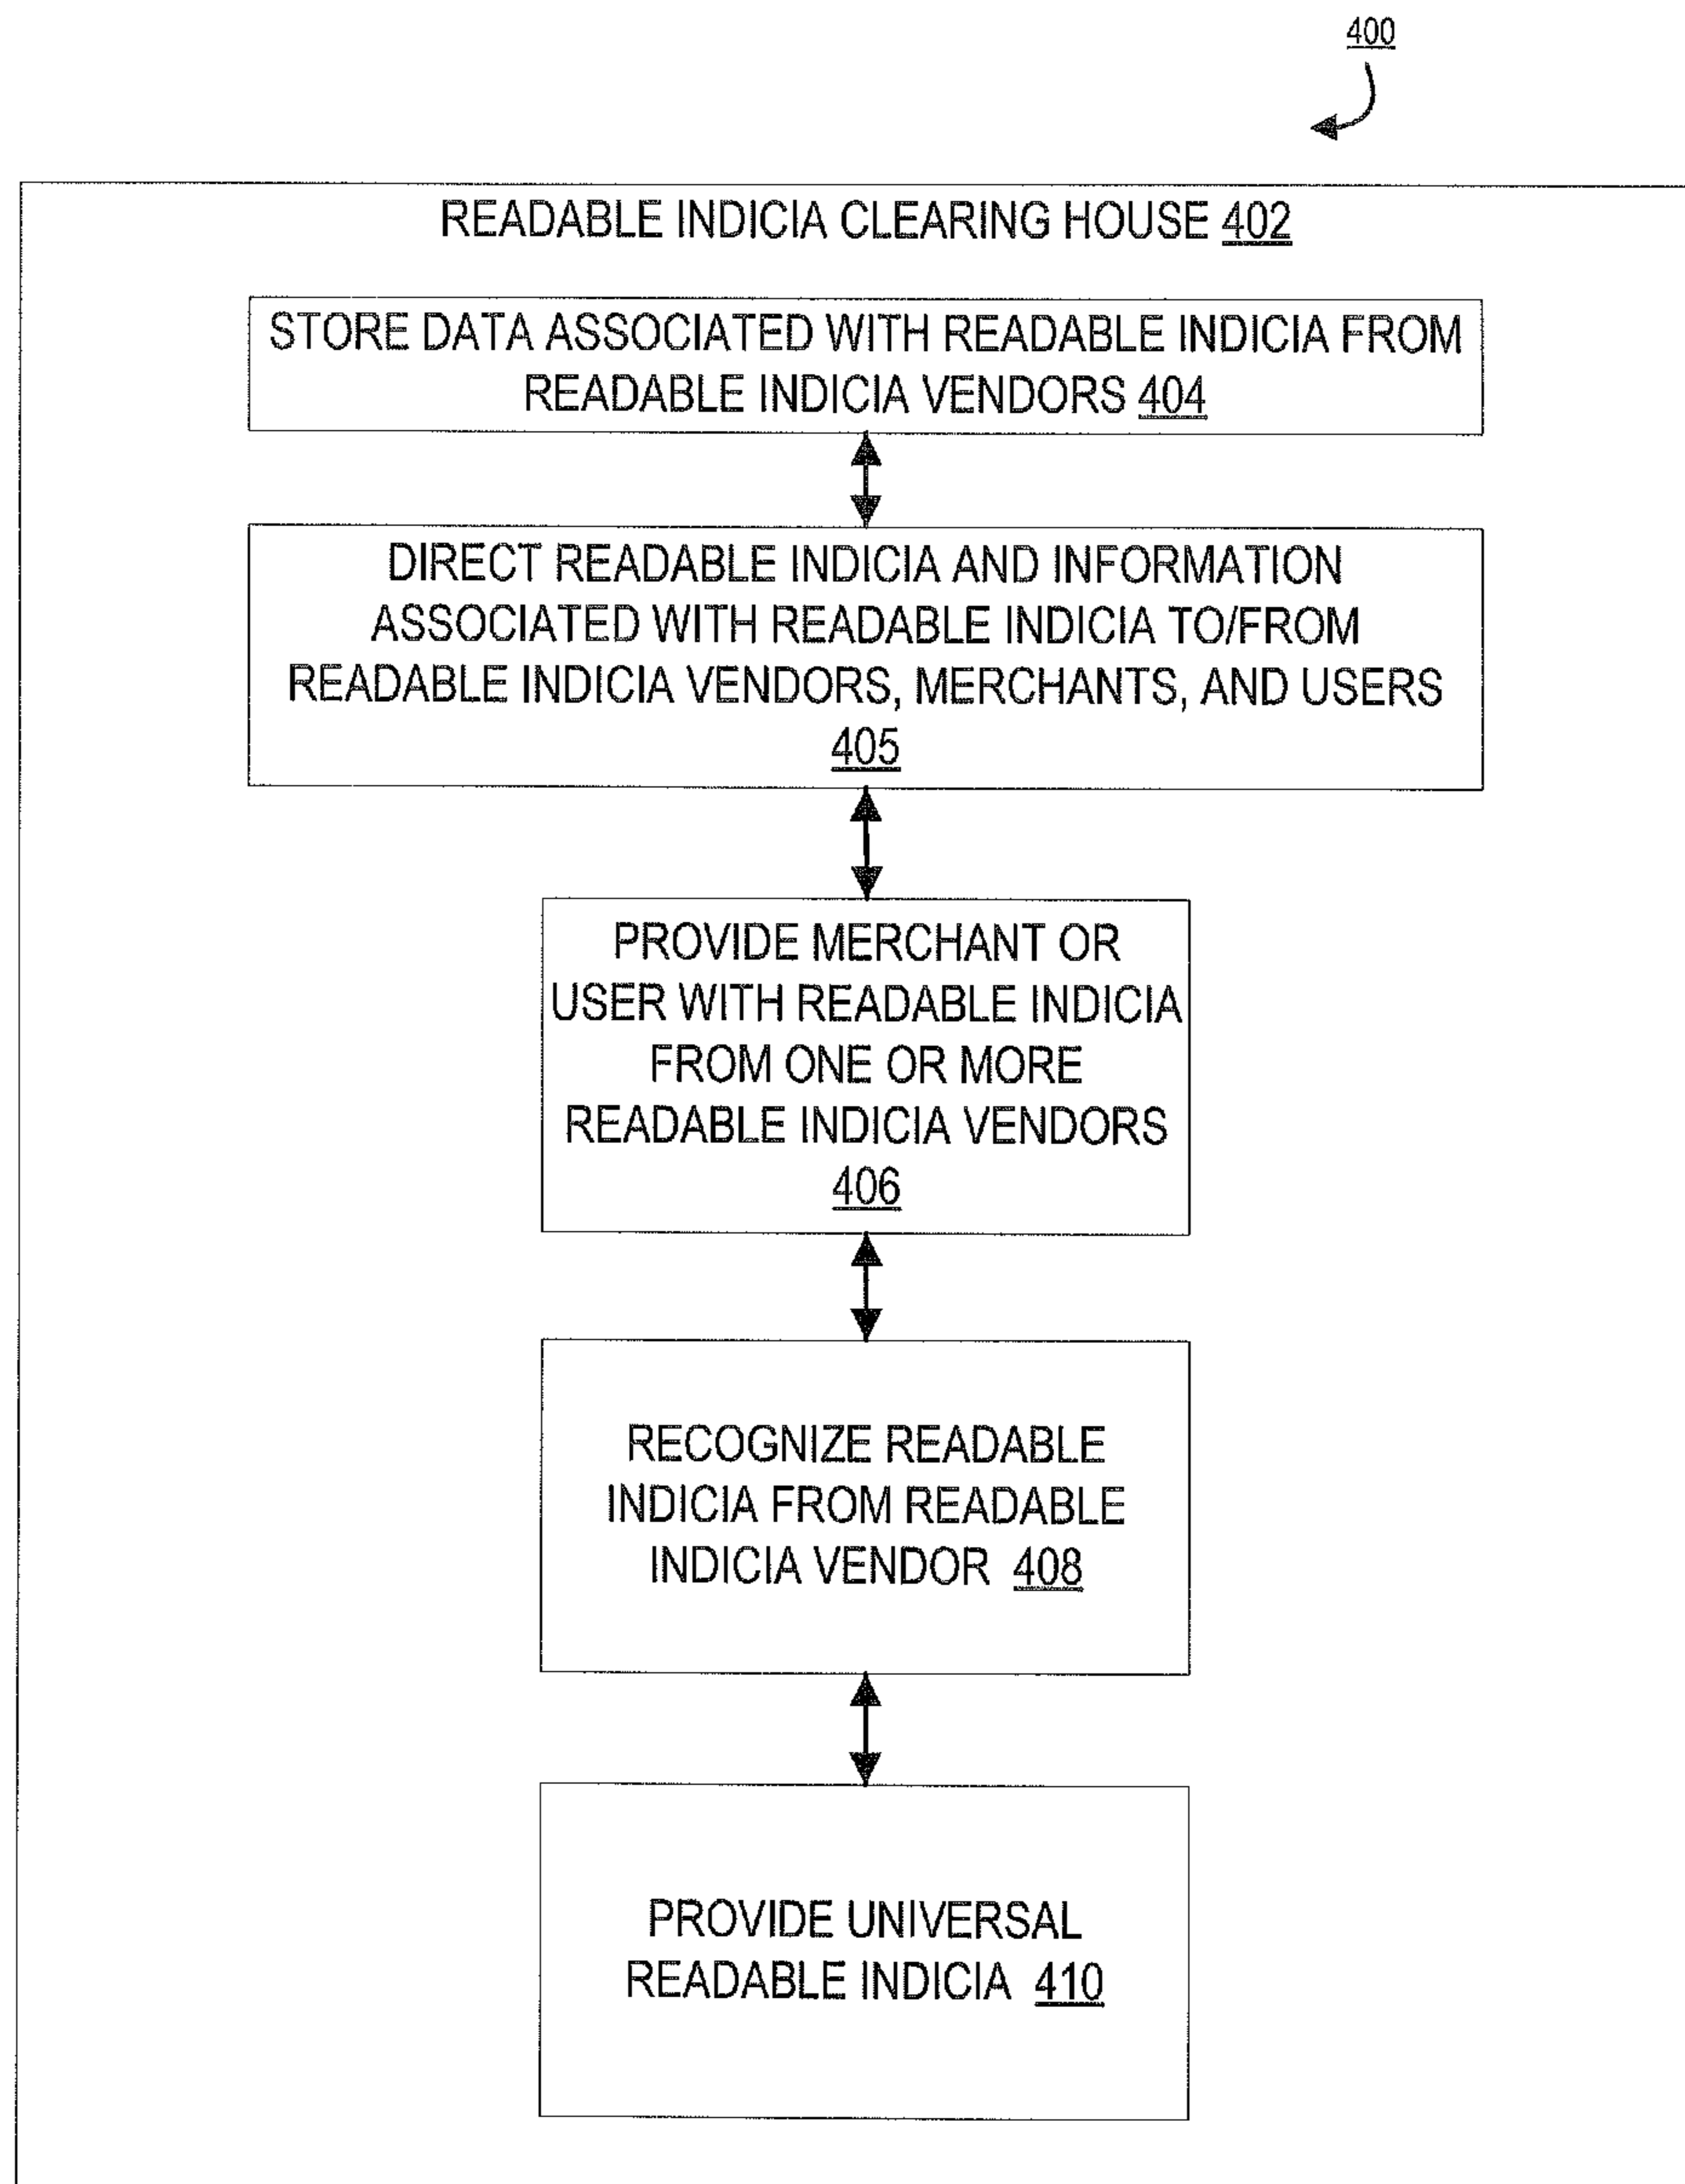 400
READABLE INDICIA CLEARING HOUSE 402
STORE DATA ASSOCIATED WITH READABLE INDICIA FROM
READABLE INDICIA VENDORS 404
DIRECT READABLE INDICIA AND INFORMATION
ASSOCIATED WITH READABLE INDICIA TO/FROM
READABLE INDICIA VENDORS, MERCHANTS, AND USERS
405
PROVIDE MERCHANT OR
USER WITH READABLE INDICIA
FROM ONE OR MORE
READABLE INDICIA VENDORS
406
RECOGNIZE READABLE
INDICIA FROM READABLE
INDICIA VENDOR 408
PROVIDE UNIVERSAL
READABLE INDICIA 410